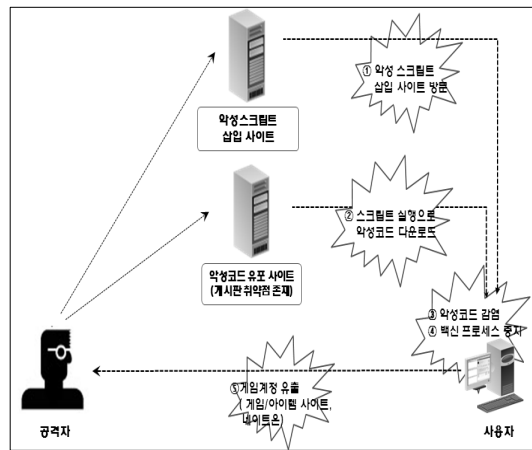 ① 악성 스크립트
삽입 사이트 방문
악성스크립트
삽입 사이트
② 스크립트 실행으로
악성코드 다운로드
악성코드 유포 사이트
(게시판 취약점 존재)
③ 악성코드 감염
④ 백신 프로세스 중지
⑤게임계정 유출
( 게임/아이템 사이트,
네이트온)
공격자
사용자